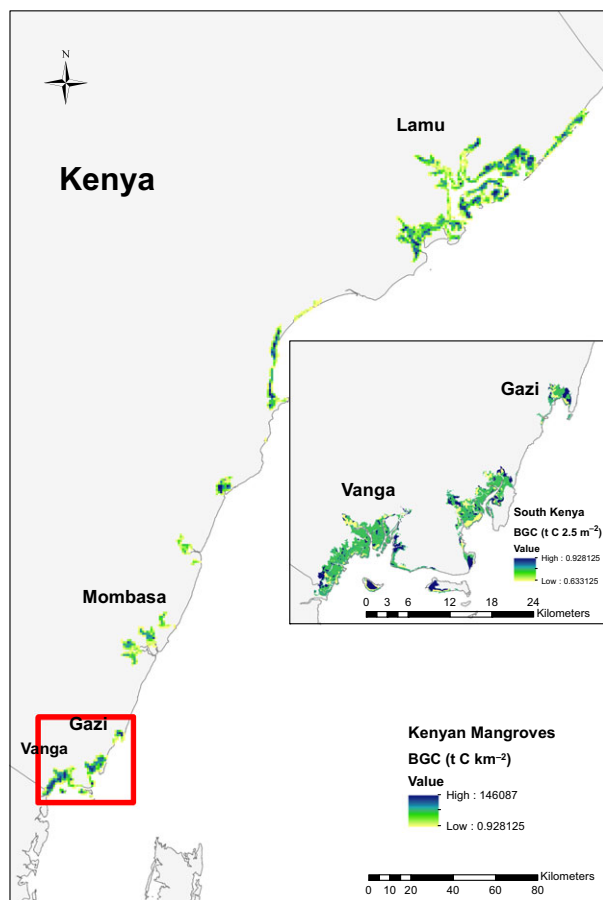 N
Lamu
Kenya
Gazi
Vanga
South Kenya
BGC (t C 2.5 m⁻²)
Value
High : 0.928125
Low : 0.633125
0 3 6 12 18 24
Kilometers
Mombasa
Gazi
Vanga
Kenyan Mangroves
BGC (t C km⁻²)
Value
High : 146087
Low : 0.928125
Kilometers
0 5 10 20 40 60 80